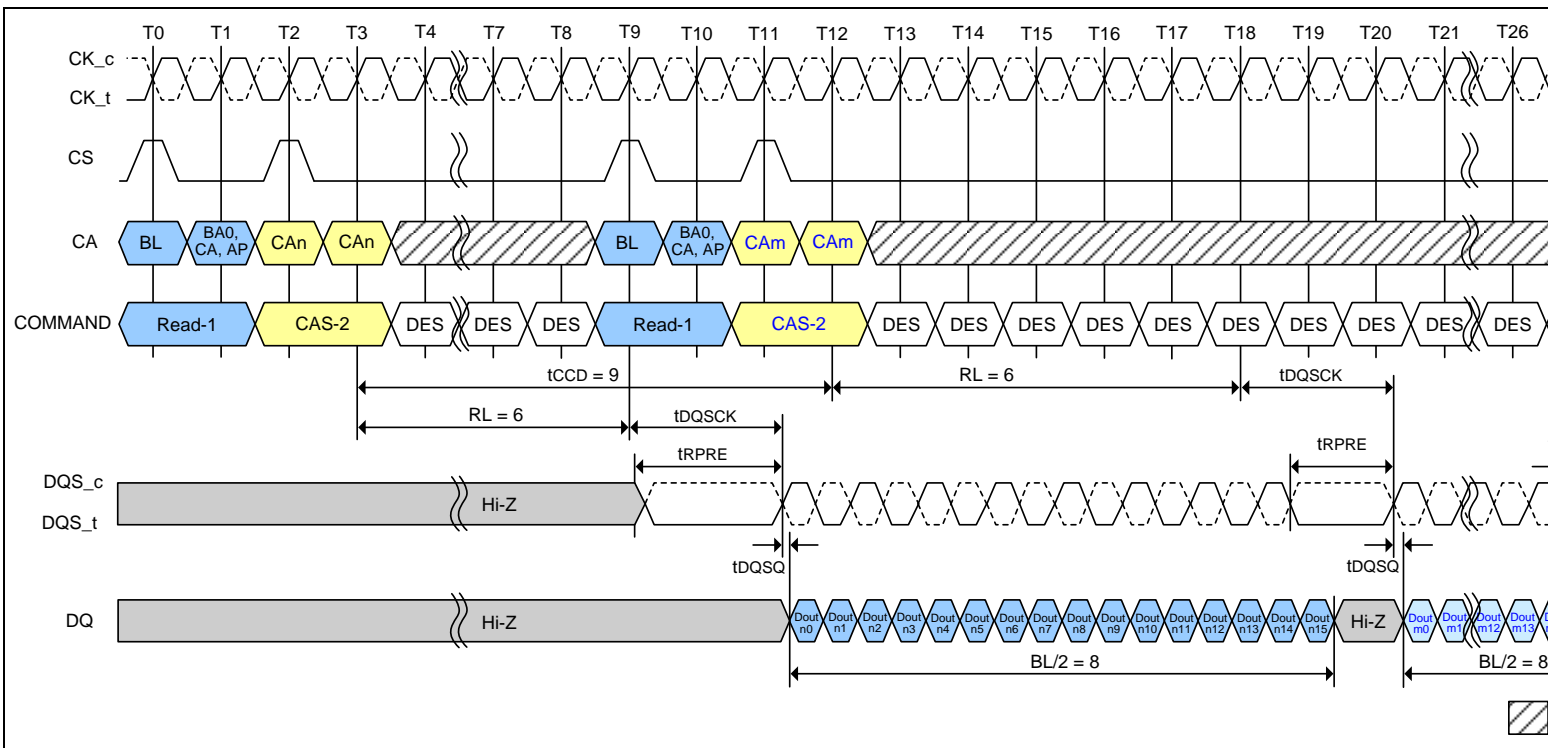 T0 T1 T2 T3 T4 T7 T8 T9 T10 T11 T12 T13 T14 T15 T16 T17 T18 T19 T20 T21 T26
CK_c
CK_t
CS
CA BL BA0, CA, AP CAn CAn BL BA0, CA, AP CAm CAm
COMMAND Read-1 CAS-2 DES DES DES Read-1 CAS-2 DES DES DES DES DES DES DES DES DES DES
tCCD = 9 RL = 6 tDQSCK
RL = 6 tDQSCK
tRPRE tRPRE
DQS_c
Hi-Z
DQS_t
tDQSQ tDQSQ
DQ Hi-Z Dout n0 Dout n1 Dout n2 Dout n3 Dout n4 Dout n5 Dout n6 Dout n7 Dout n8 Dout n9 Dout n10 Dout n11 Dout n12 Dout n13 Dout n14 Dout n15 Hi-Z Dout m0 Dout m1 Dout m12 Dout m13
BL/2 = 8 BL/2 = 8